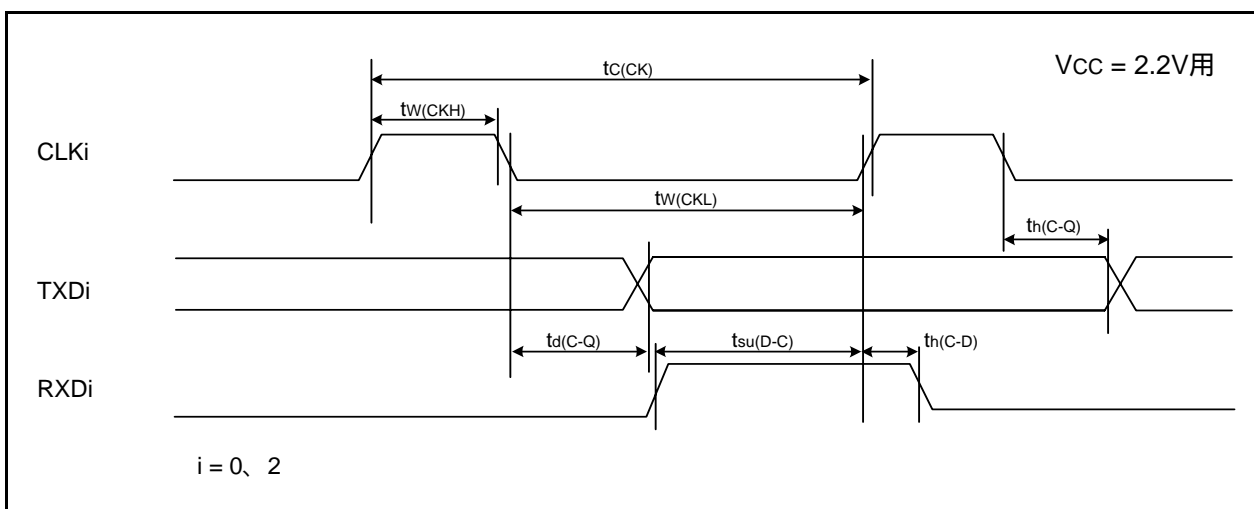 VCC = 2.2V用
tC(CK)
tW(CKH)
CLKi
tW(CKL)
th(C-Q)
TXDi
td(C-Q)
tsu(D-C)
th(C-D)
RXDi
i = 0、 2